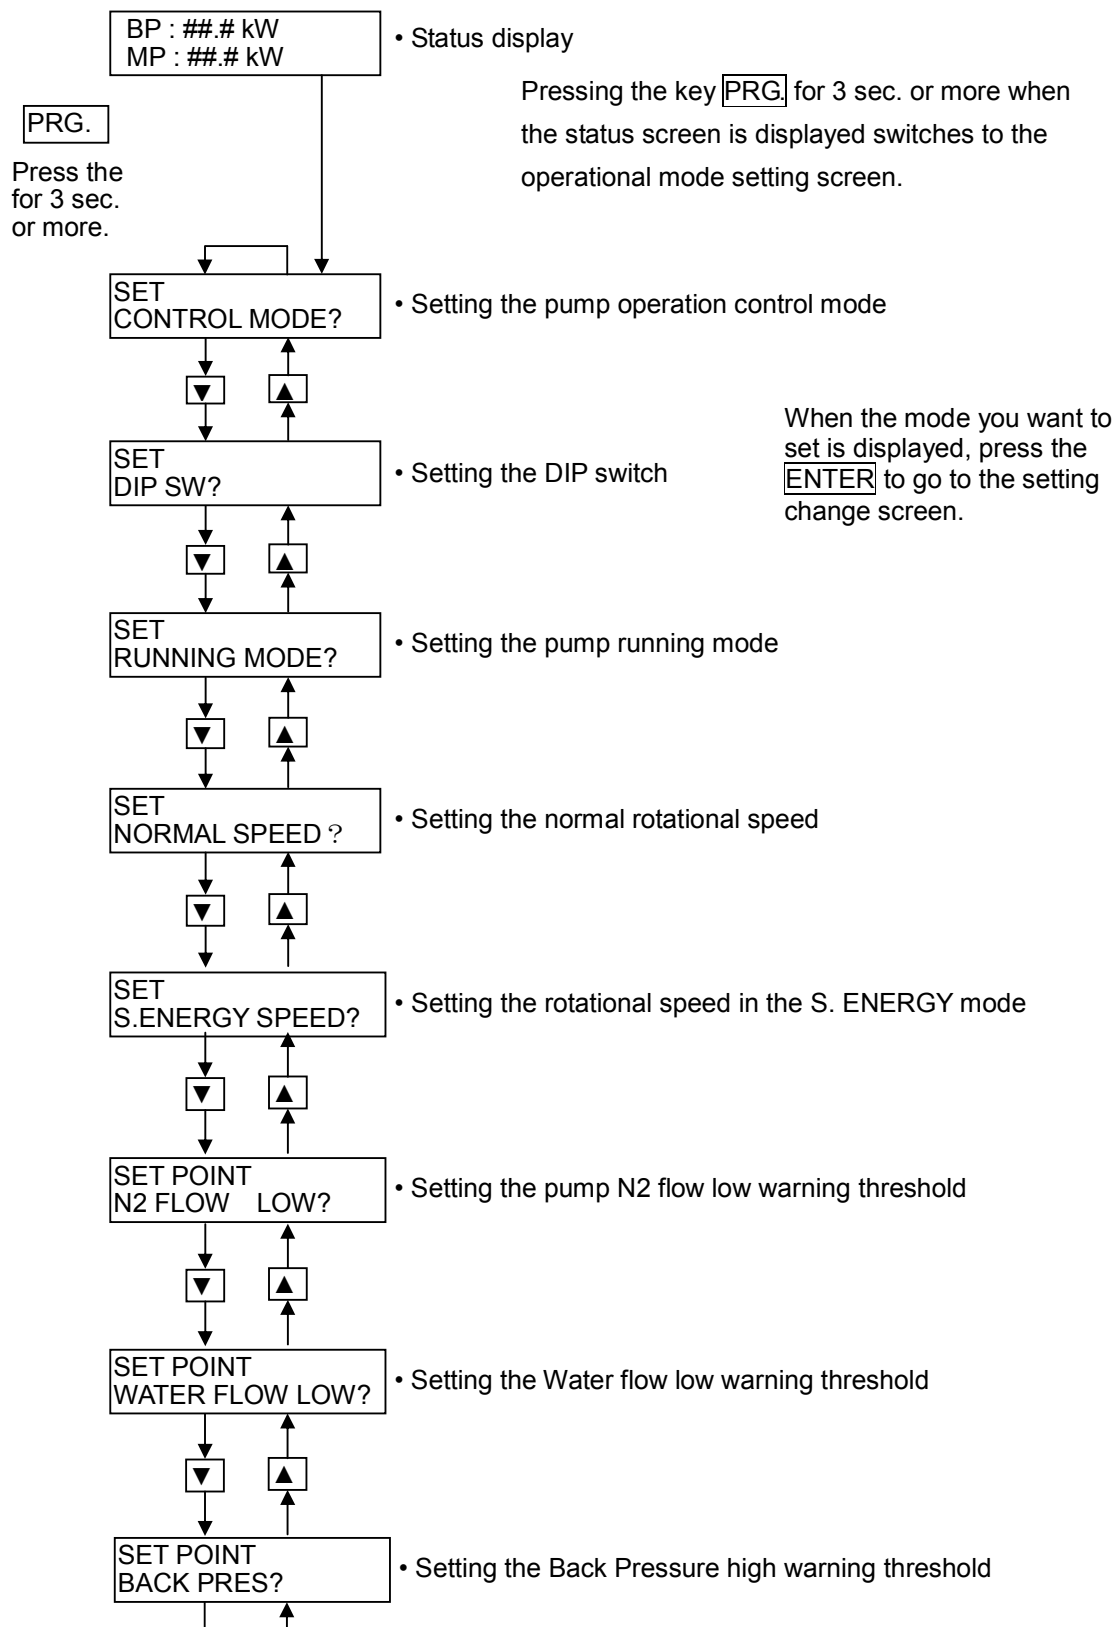 BP : ##.# kW
MP : ##.# kW
• Status display
Pressing the key PRG. for 3 sec. or more when
the status screen is displayed switches to the
operational mode setting screen.
PRG.
Press the
for 3 sec.
or more.
SET
CONTROL MODE?
• Setting the pump operation control mode
▼ ▲
SET
DIP SW?
• Setting the DIP switch
When the mode you want to
set is displayed, press the
ENTER to go to the setting
change screen.
▼ ▲
SET
RUNNING MODE?
• Setting the pump running mode
▼ ▲
SET
NORMAL SPEED？
• Setting the normal rotational speed
▼ ▲
SET
S.ENERGY SPEED?
• Setting the rotational speed in the S. ENERGY mode
▼ ▲
SET POINT
N2 FLOW LOW?
• Setting the pump N2 flow low warning threshold
▼ ▲
SET POINT
WATER FLOW LOW?
• Setting the Water flow low warning threshold
▼ ▲
SET POINT
BACK PRES?
• Setting the Back Pressure high warning threshold